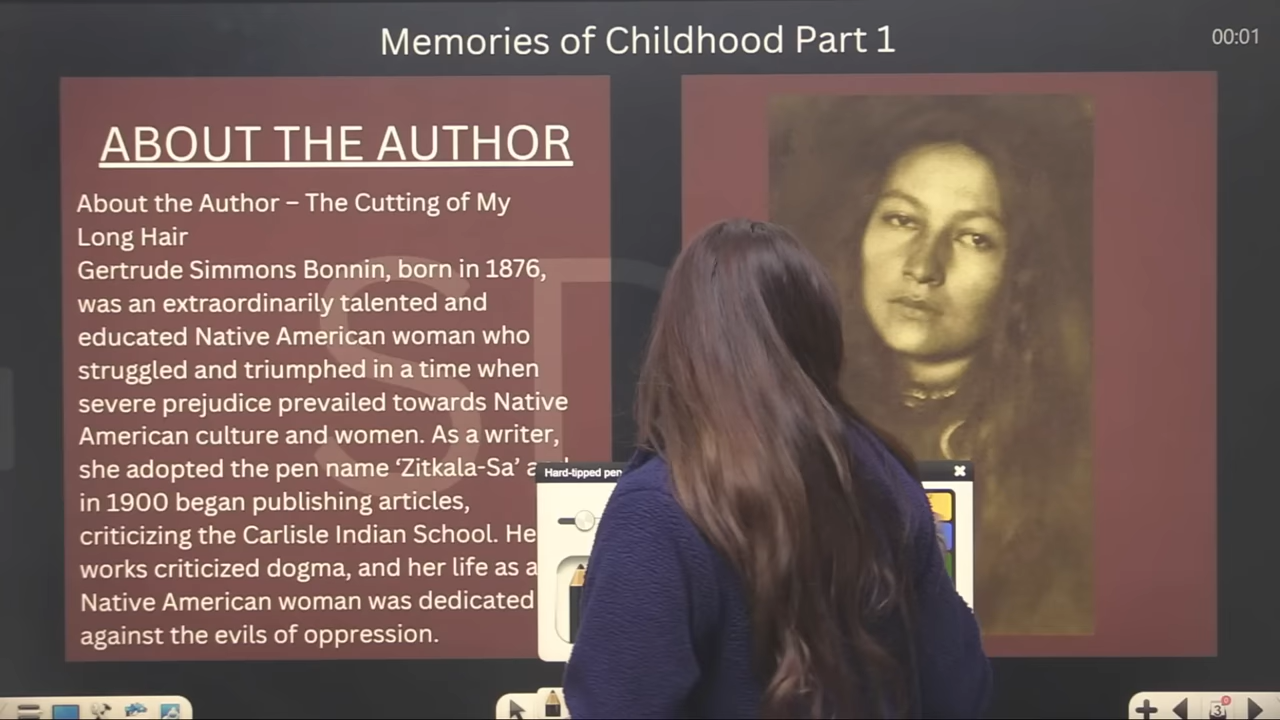 Memories of Childhood Part 1
00:01
ABOUT THE AUTHOR
About the Author – The Cutting of My
Long Hair
Gertrude Simmons Bonnin, born in 1876,
was an extraordinarily talented and
educated Native American woman who
struggled and triumphed in a time when
severe prejudice prevailed towards Native
American culture and women. As a writer,
she adopted the pen name ‘Zitkala-Sa’
in 1900 began publishing articles,
criticizing the Carlisle Indian School.
works criticized dogma, and her life as a
Native American woman was dedicated
against the evils of oppression.
Hard-tipped pen
SD
3